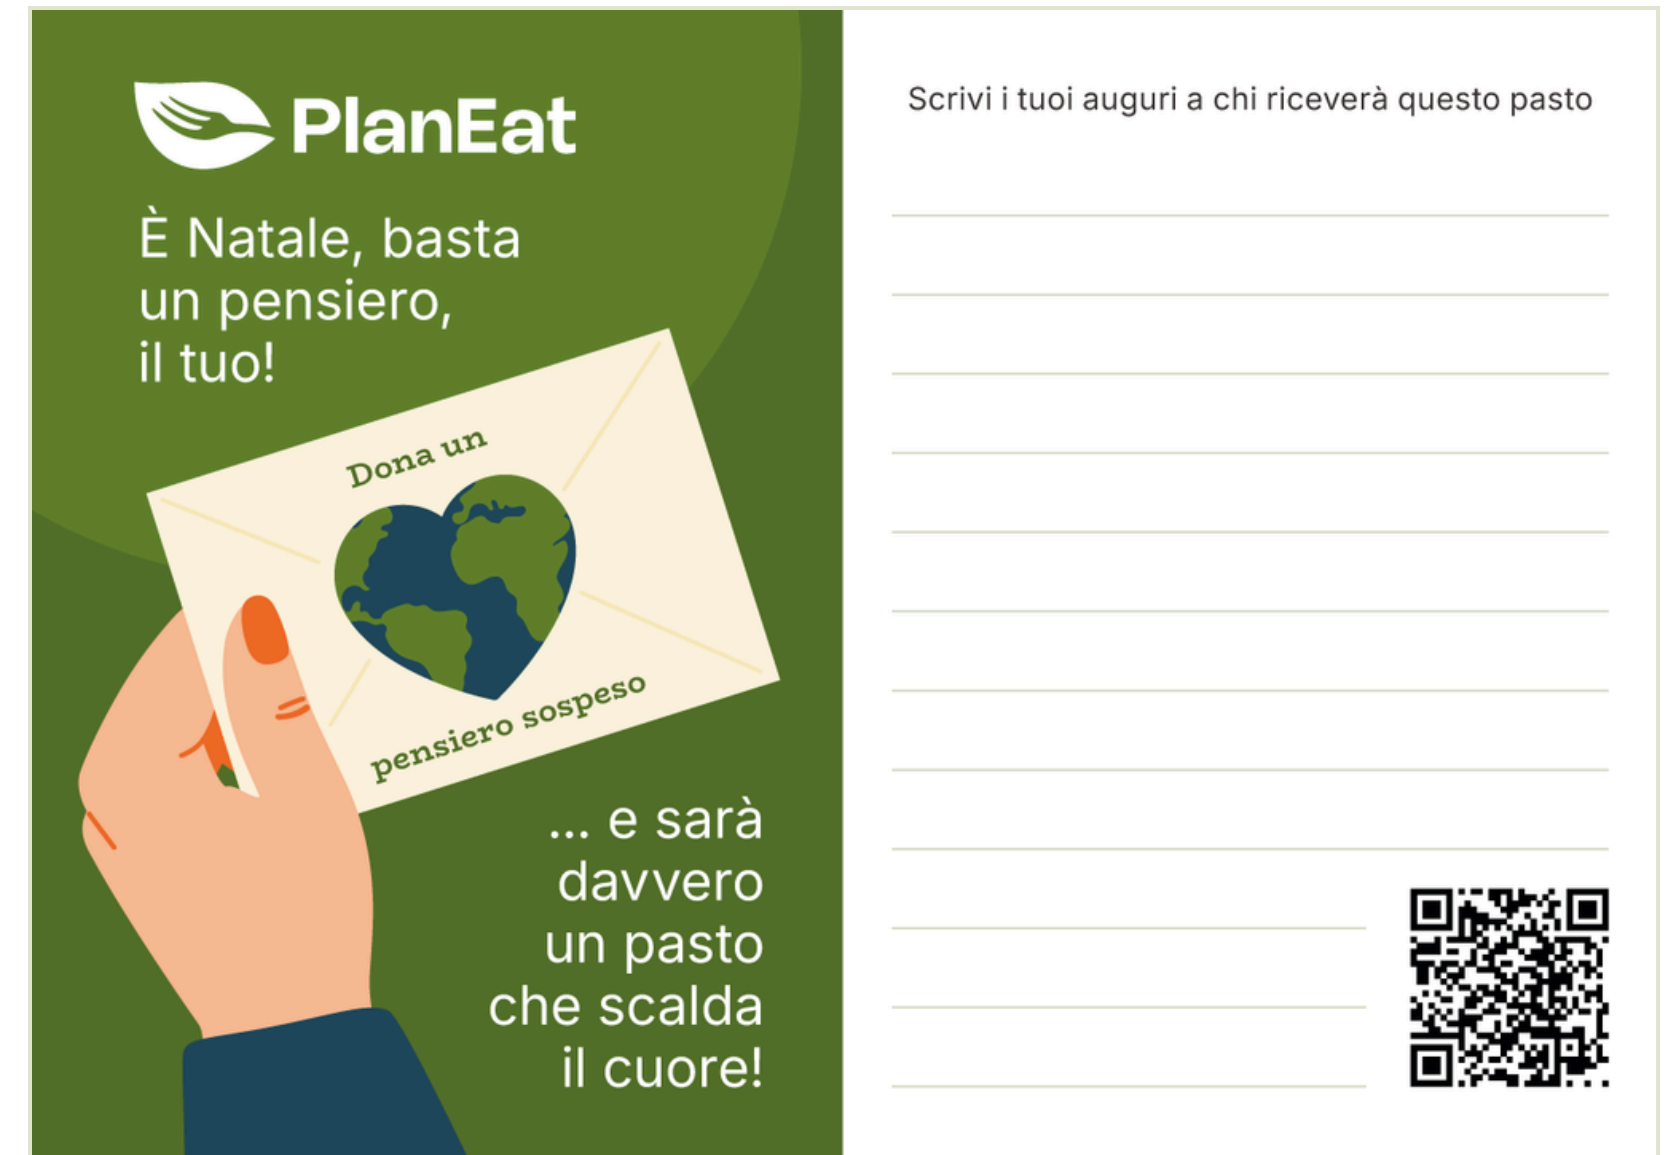 PlanEat
È Natale, basta
un pensiero,
il tuo!
Dona un
pensiero sospeso
... e sarà
davvero
un pasto
che scalda
il cuore!
Scrivi i tuoi auguri a chi riceverà questo pasto